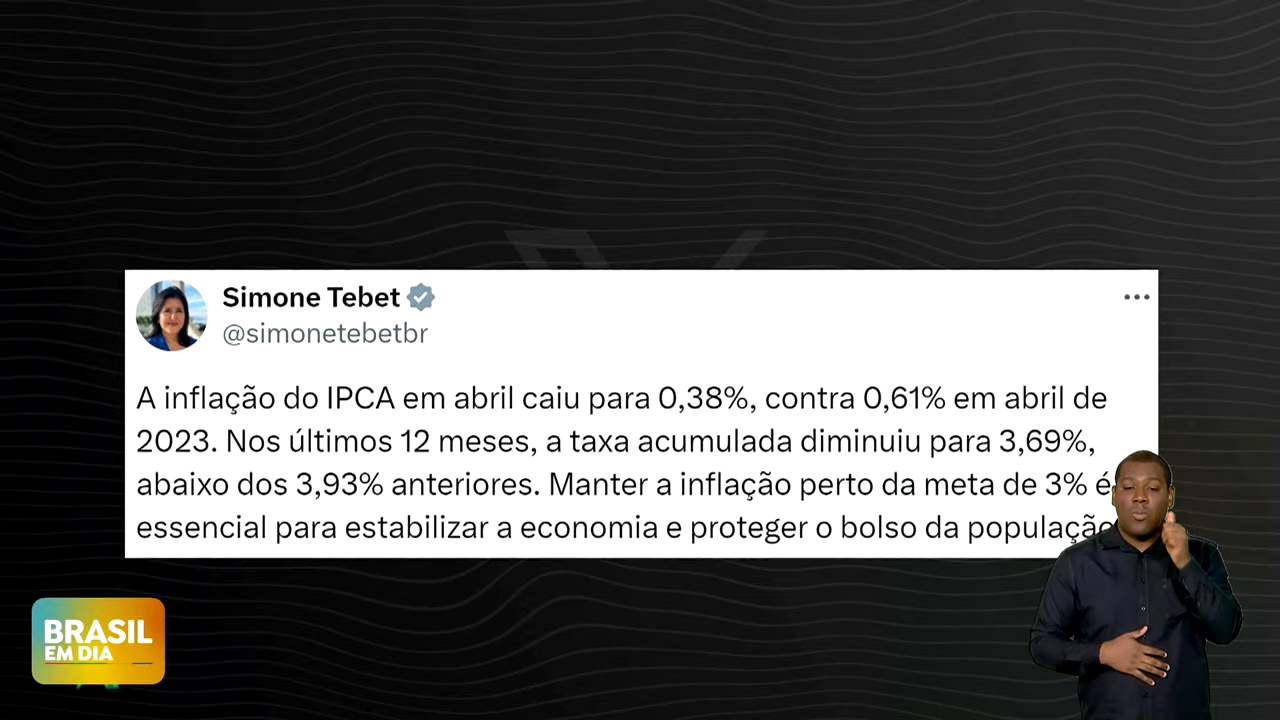 Simone Tebet
@simonetebetbr
A inflação do IPCA em abril caiu para 0,38%, contra 0,61% em abril de
2023. Nos últimos 12 meses, a taxa acumulada diminuiu para 3,69%,
abaixo dos 3,93% anteriores. Manter a inflação perto da meta de 3% é
essencial para estabilizar a economia e proteger o bolso da população
BRASIL
EM DIA